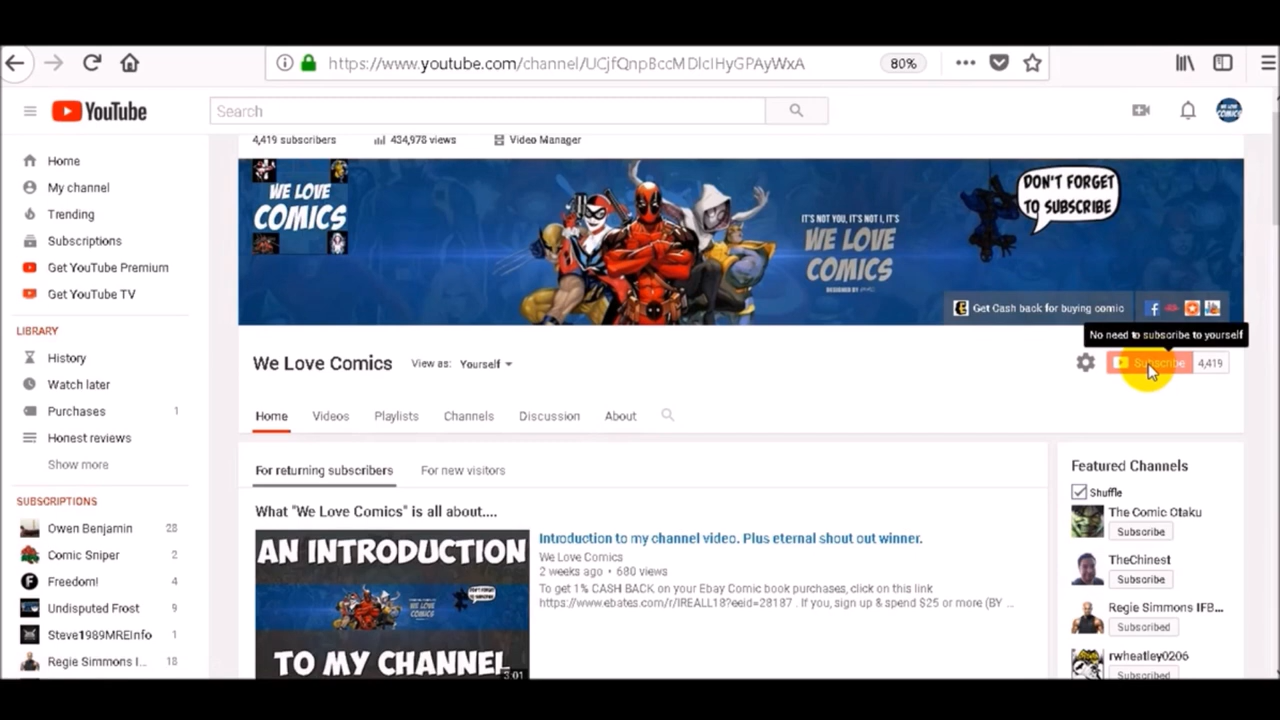 https://www.youtube.com/channel/UCjfQnpBccMDlclHyGPAyWxA
80%
YouTube
Search
WE LOVE COMICS
4,419 subscribers
434,978 views
Video Manager
Home
My channel
Trending
Subscriptions
Get YouTube Premium
Get YouTube TV
LIBRARY
History
Watch later
Purchases 1
Honest reviews
Show more
SUBSCRIPTIONS
Owen Benjamin 28
Comic Sniper 2
Freedom! 4
Undisputed Frost 9
Steve1989MREInfo 1
Regie Simmons I... 18
WE LOVE
COMICS
IT'S NOT YOU, IT'S NOT I, IT'S
WE LOVE
COMICS
DESIGNED BY
DON'T FORGET
TO SUBSCRIBE
Get Cash back for buying comic
No need to subscribe to yourself
We Love Comics
View as: Yourself
Subscribe 4,419
Home
Videos
Playlists
Channels
Discussion
About
For returning subscribers
For new visitors
What "We Love Comics" is all about....
AN INTRODUCTION
TO MY CHANNEL
3:01
Introduction to my channel video. Plus eternal shout out winner.
We Love Comics
2 weeks ago • 680 views
To get 1% CASH BACK on your Ebay Comic book purchases, click on this link
https://www.ebates.com/r/IREALL18?eeid=28187 . If you, sign up & spend $25 or more (BY ...
Featured Channels
Shuffle
The Comic Otaku
Subscribe
TheChinest
Subscribe
Regie Simmons IFB...
Subscribed
rwheatley0206
Subscribed